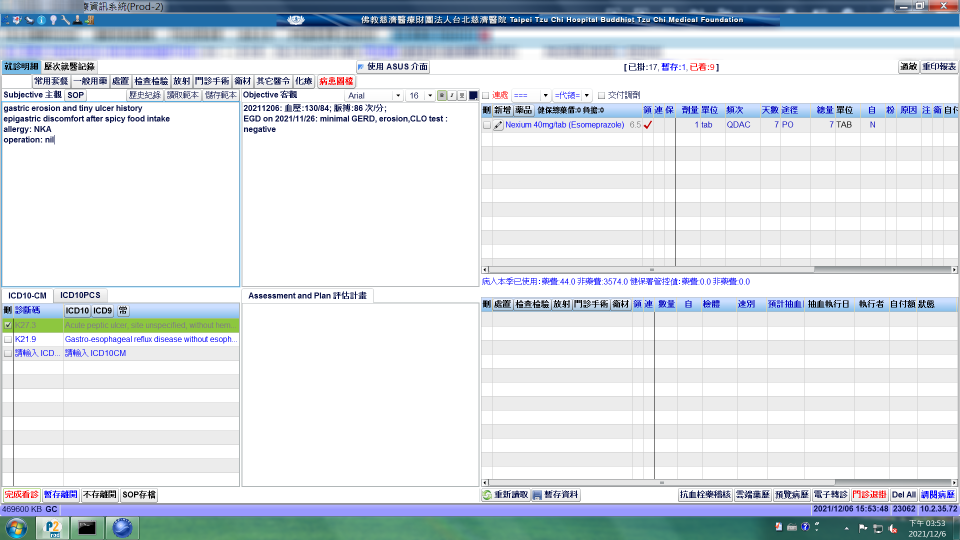 資訊系統(Prod-2)
佛教慈濟醫療財團法人台北慈濟醫院 Taipei Tzu Chi Hospital Buddhist Tzu Chi Medical Foundation
就診明細 歷次就醫記錄
使用 ASUS 介面
[已掛:17, 暫存:1, 已看:9 ]
過敏 重印報表
常用套餐 一般用藥 處置 檢查檢驗 放射 門診手術 衛材 其它醫令 化療 病患圖檔
Subjective 主觀 SOP 歷史紀錄 讀取範本 儲存範本
gastric erosion and tiny ulcer history
epigastric discomfort after spicy food intake
allergy: NKA
operation: nil
Objective 客觀 Arial 16
20211206: 血壓:130/84; 脈搏:86 次/分;
EGD on 2021/11/26: minimal GERD, erosion,CLO test :
negative
連處 === =代碼= 交付調劑
刪 新增 藥品 健保總藥價:0 時價:0 領 連 保 劑量 單位 頻次 天數 途徑 總量 單位 自 粉 原因 注 衛 自付
Nexium 40mg/tab (Esomeprazole) 6.5 1 tab QDAC 7 PO 7 TAB N
病人本季已使用: 藥費:44.0 非藥費:3574.0 健保署管控值: 藥費:0.0 非藥費:0.0
ICD10-CM ICD10PCS
刪 診斷碼 ICD10 ICD9 常
K27.3 Acute peptic ulcer, site unspecified, without hem...
K21.9 Gastro-esophageal reflux disease without esoph...
請輸入 ICD... 請輸入 ICD10CM
Assessment and Plan 評估計畫
刪 處置 檢查檢驗 放射 門診手術 衛材 領 連 數量 自 檢體 速別 預計抽血 抽血執行日 執行者 自付額 狀態
完成看診 暫存離開 不存離開 SOP存檔
重新讀取 暫存資料
抗血栓藥稽核 雲端藥歷 預覽病歷 電子轉診 門診退掛 Del All 調閱病歷
469600 KB GC
2021/12/06 15:53:48 23062 10.2.35.72
下午 03:53
2021/12/6